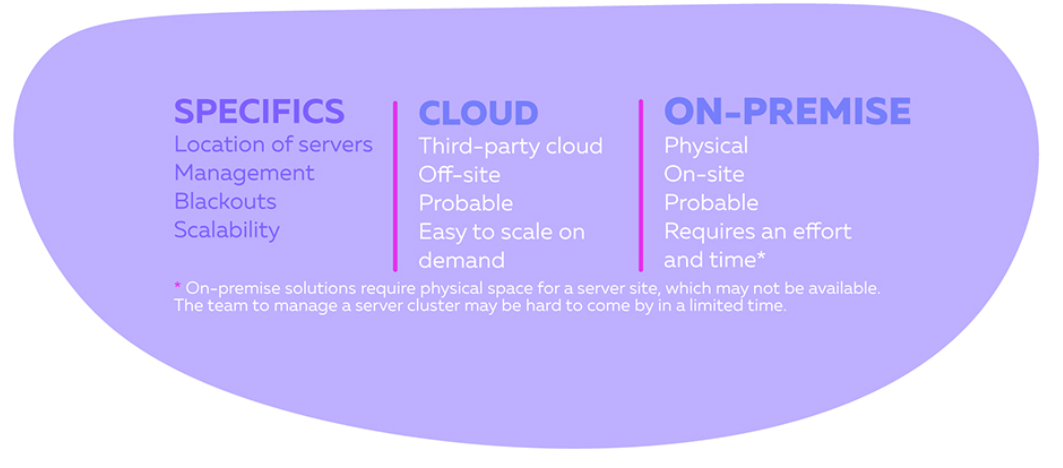 SPECIFICS
Location of servers
Management
Blackouts
Scalability
CLOUD
Third-party cloud
Off-site
Probable
Easy to scale on
demand
ON-PREMISE
Physical
On-site
Probable
Requires an effort
and time*
* On-premise solutions require physical space for a server site, which may not be available.
The team to manage a server cluster may be hard to come by in a limited time.